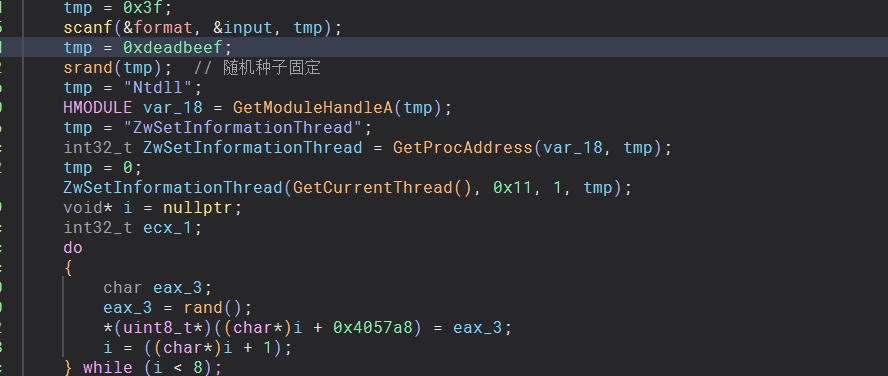 tmp = 0x3f;
scanf(&format, &input, tmp);
tmp = 0xdeadbeef;
srand(tmp);  // 随机种子固定
tmp = "Ntdll";
HMODULE var_18 = GetModuleHandleA(tmp);
tmp = "ZwSetInformationThread";
int32_t ZwSetInformationThread = GetProcAddress(var_18, tmp);
tmp = 0;
ZwSetInformationThread(GetCurrentThread(), 0x11, 1, tmp);
void* i = nullptr;
int32_t ecx_1;
do
{
    char eax_3;
    eax_3 = rand();
    *(uint8_t*)((char*)i + 0x4057a8) = eax_3;
    i = ((char*)i + 1);
} while (i < 8);